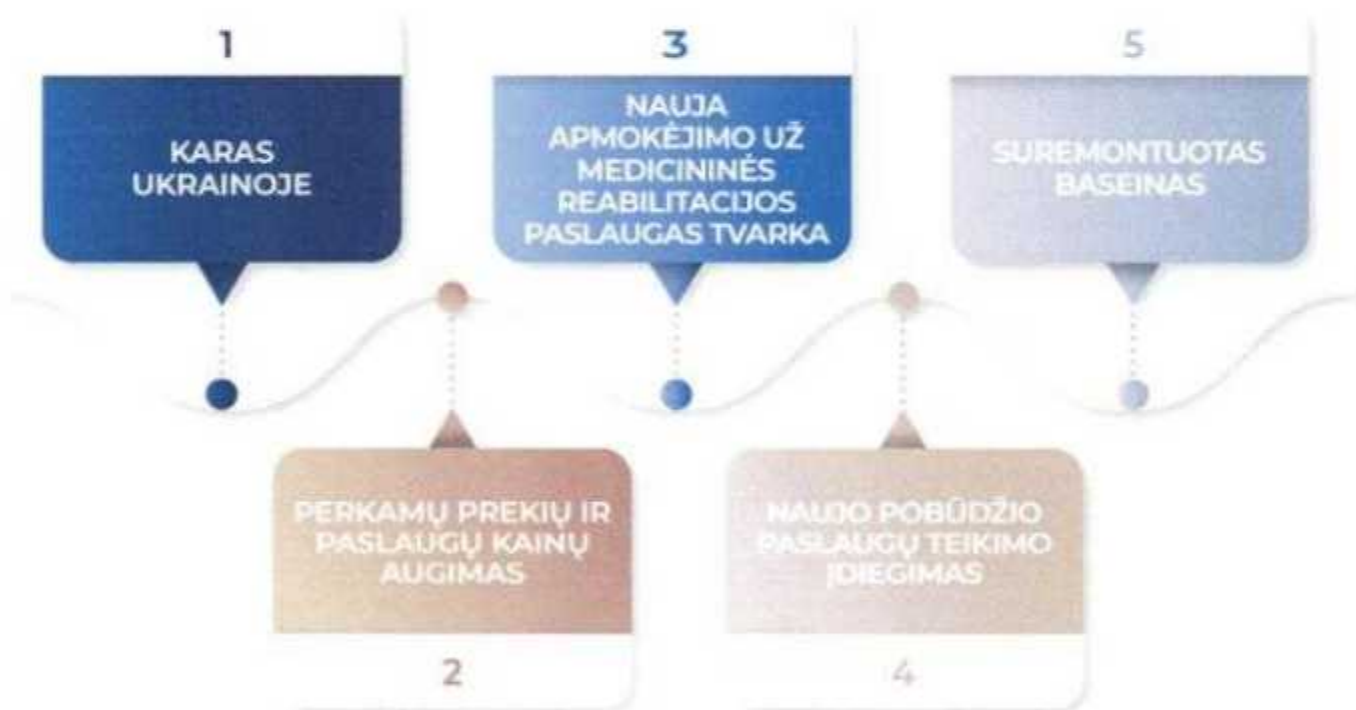 1
KARAS
UKRAINOJE
PERKAMŲ PREKIŲ IR
PASLAUGŲ KAINŲ
AUGIMAS
2
3
NAUJA
APMOKĖJIMO UŽ
MEDICININĖS
REABILITACIJOS
PASLAUGAS TVARKA
NAUJO POBŪDŽIO
PASLAUGŲ TEIKIMO
ĮDIEGIMAS
4
5
SUREMONTUOTAS
BASEINAS